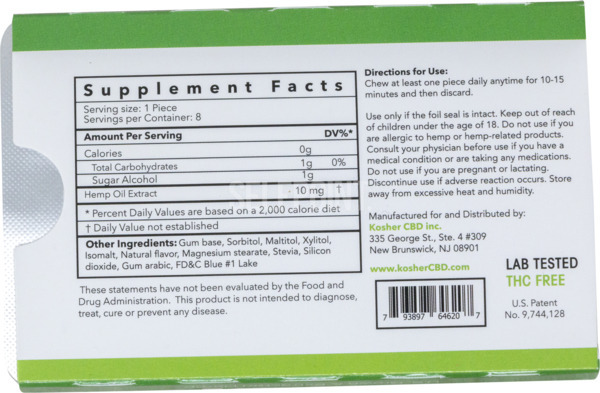 Supplement Facts
Serving size: 1 Piece
Servings per Container: 8
Amount Per Serving DV%*
Calories 0g
Total Carbohydrates 1g 0%
Sugar Alcohol 1g
Hemp Oil Extract 10 mg †
* Percent Daily Values are based on a 2,000 calorie diet
† Daily Value not established
Other Ingredients: Gum base, Sorbitol, Maltitol, Xylitol,
Isomalt, Natural flavor, Magnesium stearate, Stevia, Silicon
dioxide, Gum arabic, FD&C Blue #1 Lake
These statements have not been evaluated by the Food and
Drug Administration. This product is not intended to diagnose,
treat, cure or prevent any disease.
Directions for Use:
Chew at least one piece daily anytime for 10-15
minutes and then discard.
Use only if the foil seal is intact. Keep out of reach
of children under the age of 18. Do not use if you
are allergic to hemp or hemp-related products.
Consult your physician before use if you have a
medical condition or are taking any medications.
Do not use if you are pregnant or lactating.
Discontinue use if adverse reaction occurs. Store
away from excessive heat and humidity.
Manufactured for and Distributed by:
Kosher CBD inc.
335 George St., Ste. 4 #309
New Brunswick, NJ 08901
www.kosherCBD.com
7 93897 64620 7
LAB TESTED
THC FREE
U.S. Patent
No. 9,744,128